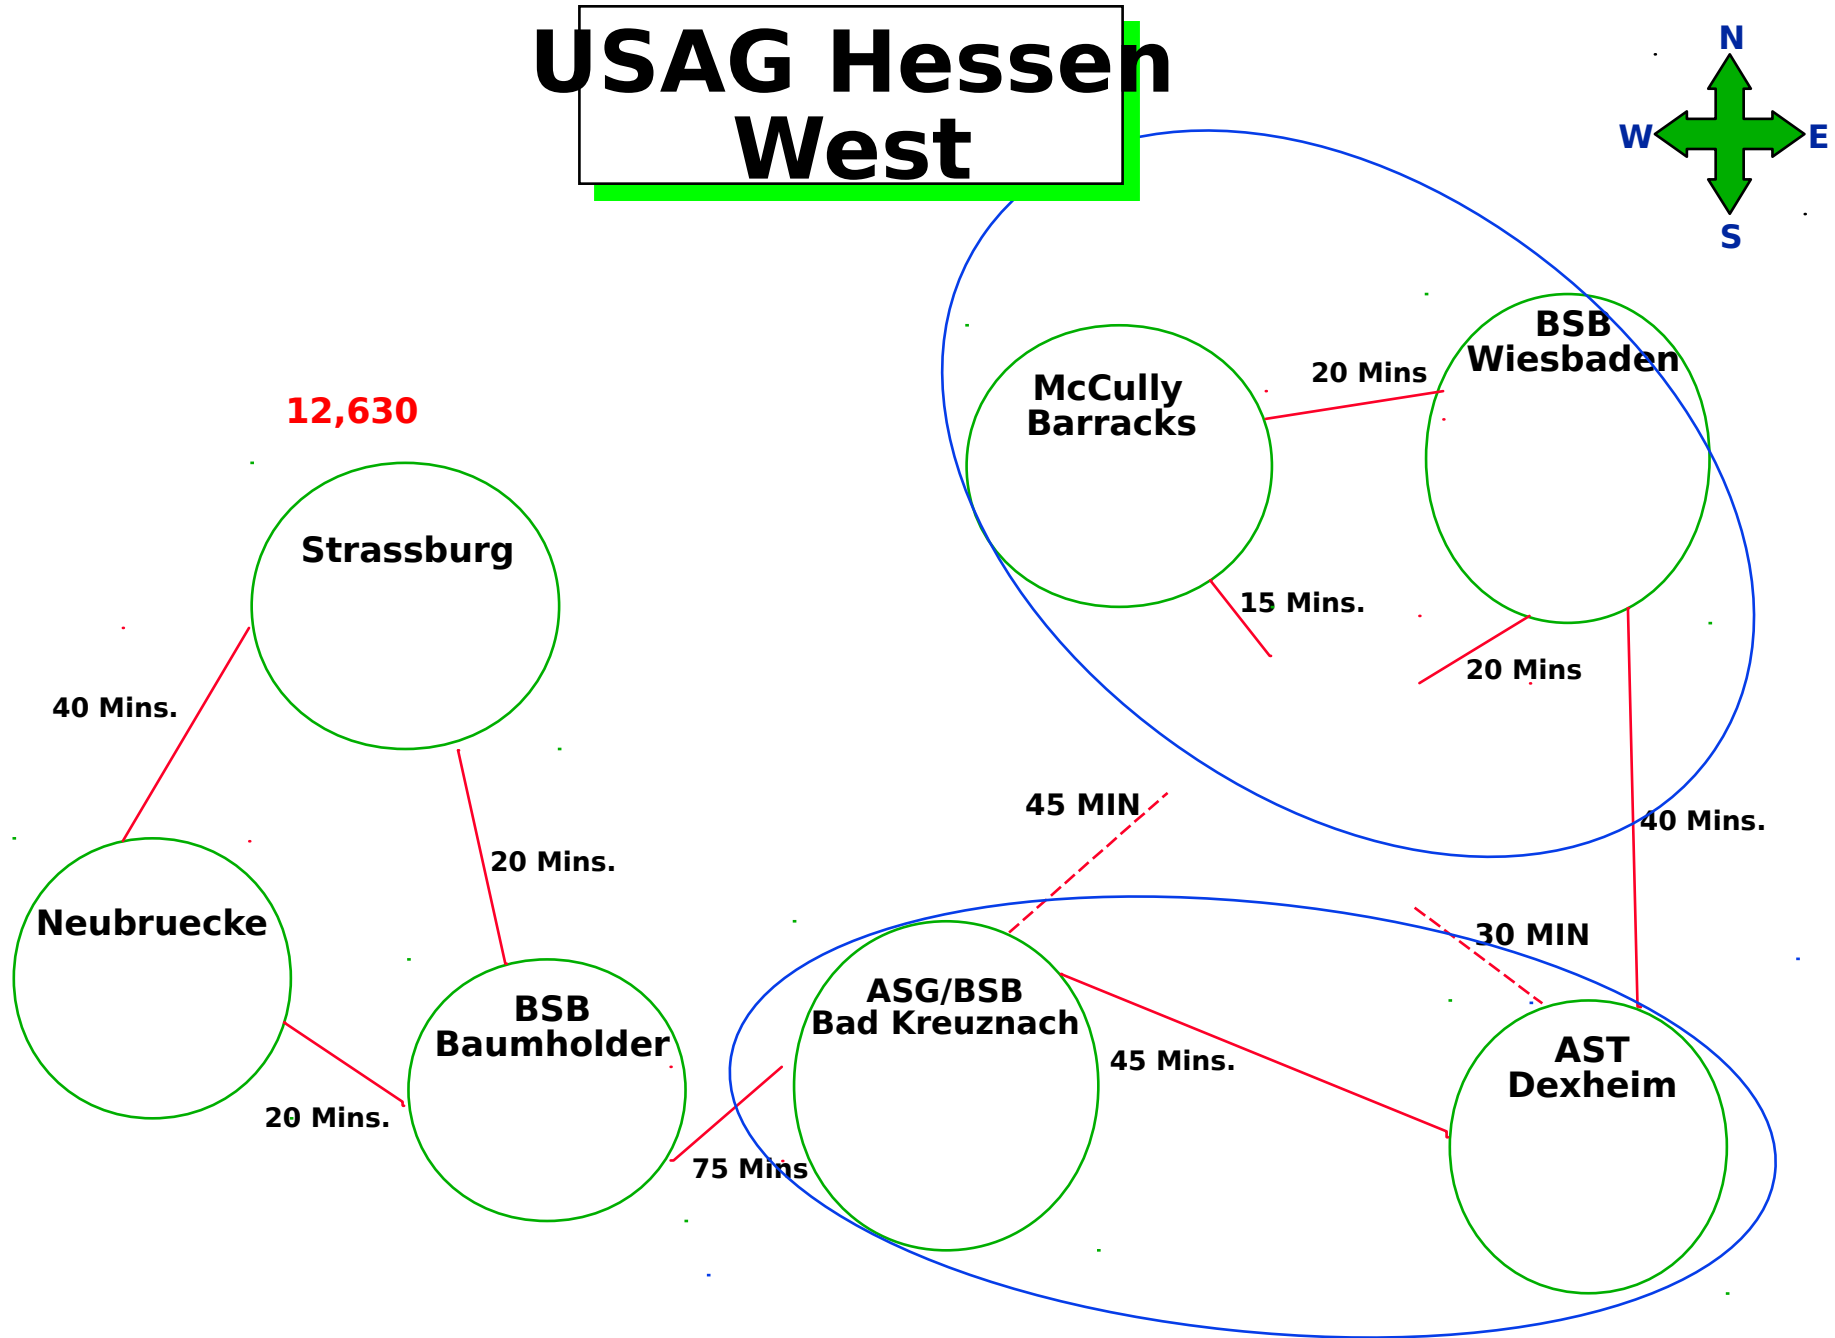 USAG Hessen
West
N
W
E
S
BSB
Wiesbaden
20 Mins
McCully
Barracks
12,630
Strassburg
15 Mins.
20 Mins
40 Mins.
45 MIN
40 Mins.
20 Mins.
Neubruecke
30 MIN
ASG/BSB
Bad Kreuznach
BSB
Baumholder
45 Mins.
AST
Dexheim
20 Mins.
75 Mins